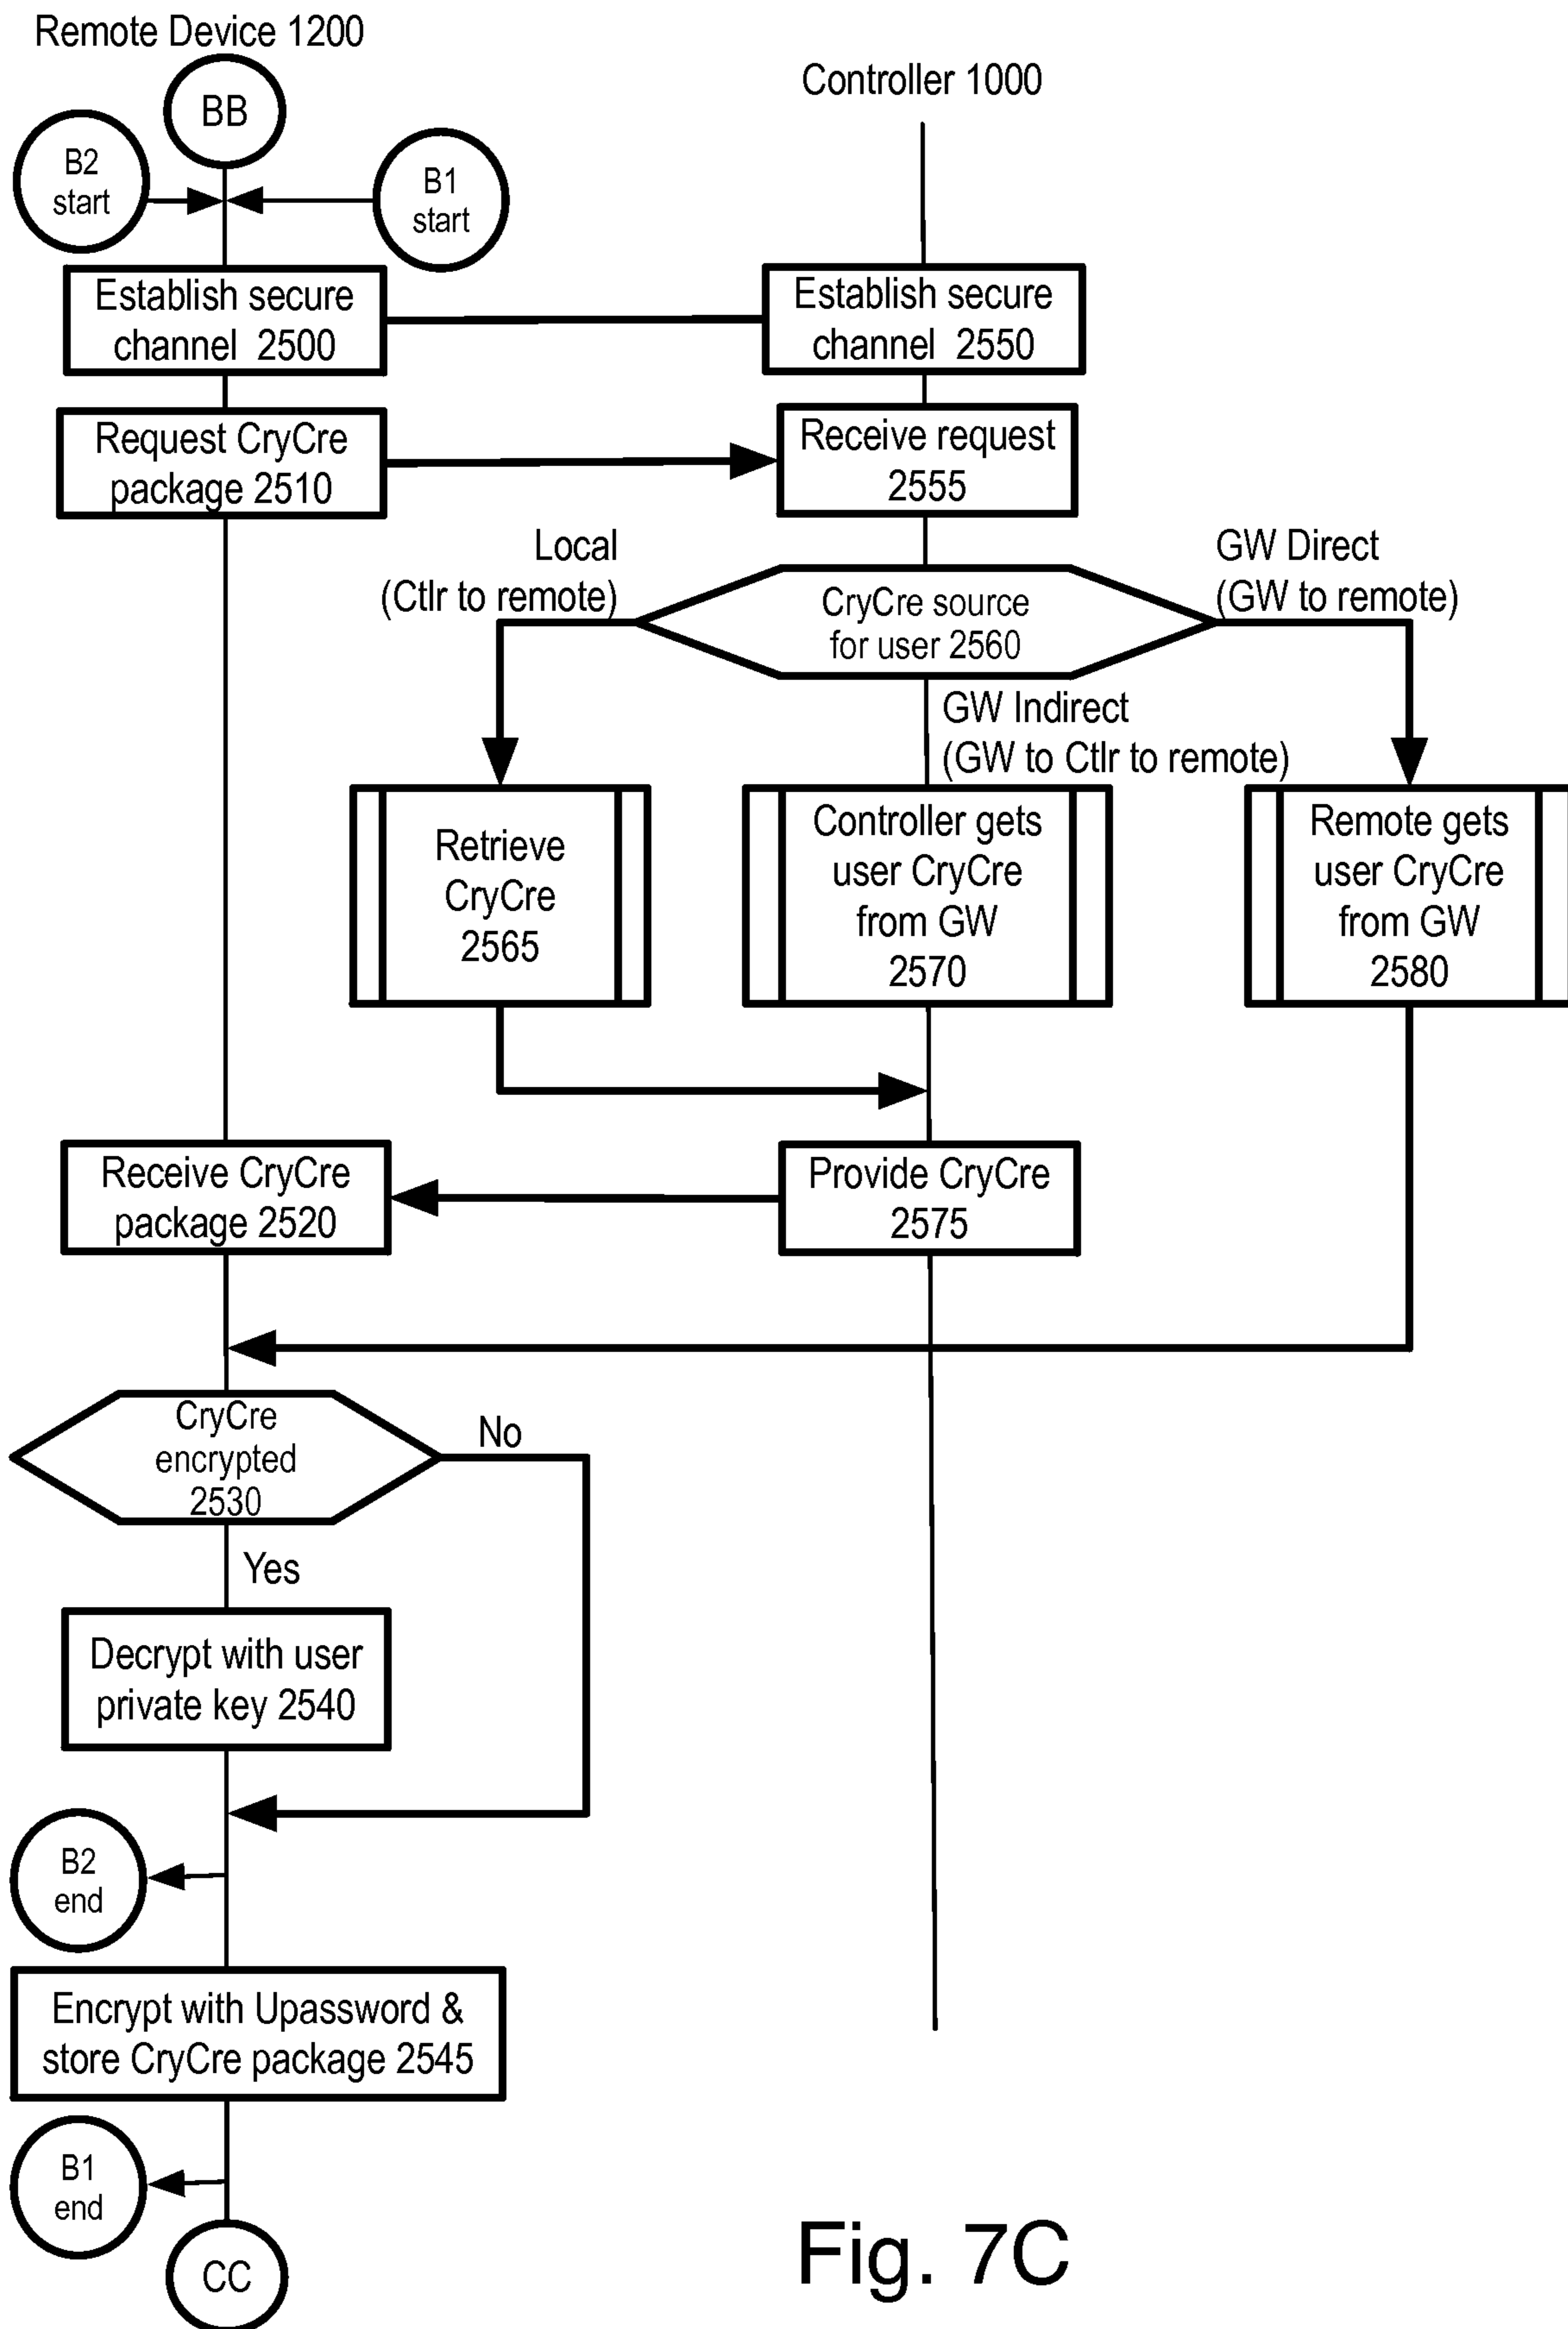 Remote Device 1200
BB
Controller 1000
B2
start
B1
start
Establish secure
channel 2500
Establish secure
channel 2550
Request CryCre
package 2510
Receive request
2555
Local
(Ctlr to remote)
GW Direct
(GW to remote)
CryCre source
for user 2560
GW Indirect
(GW to Ctlr to remote)
Retrieve
CryCre
2565
Controller gets
user CryCre
from GW
2570
Remote gets
user CryCre
from GW
2580
Receive CryCre
package 2520
Provide CryCre
2575
CryCre
encrypted
2530
No
Yes
Decrypt with user
private key 2540
B2
end
Encrypt with Upassword &
store CryCre package 2545
B1
end
CC
Fig. 7C